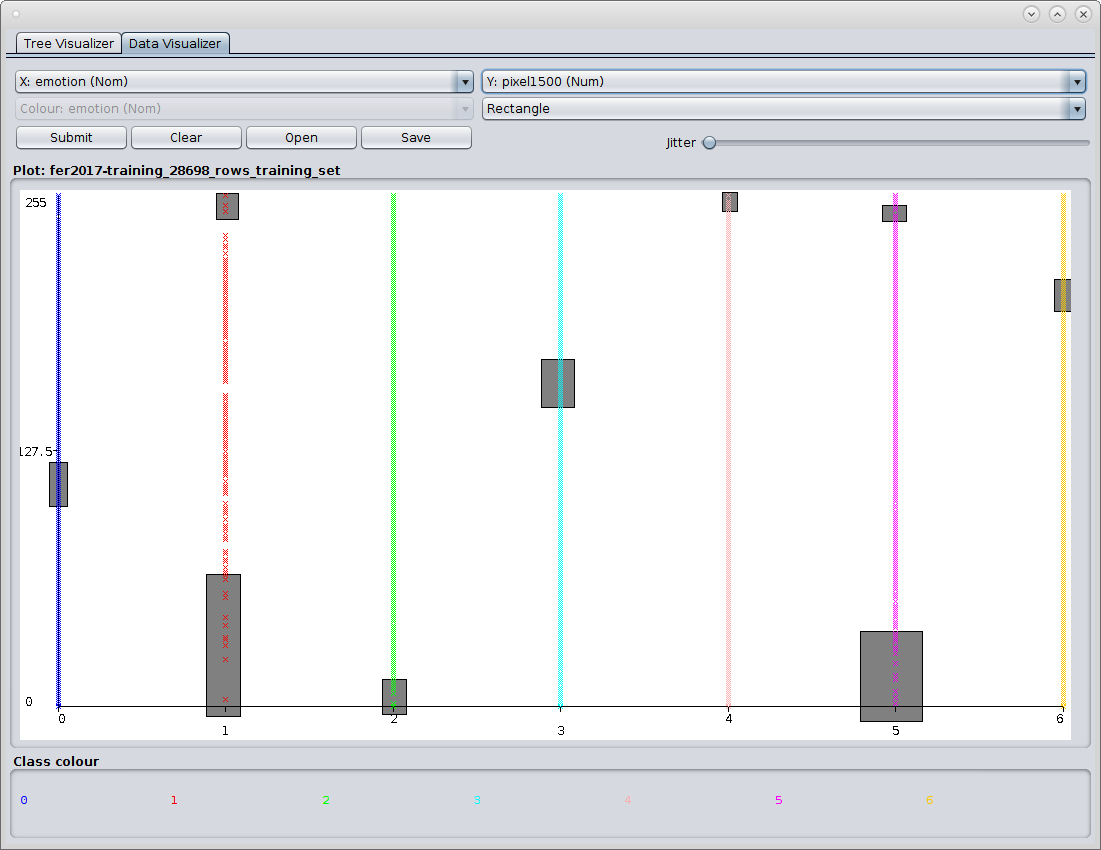 Tree Visualizer Data Visualizer
X: emotion (Nom) Y: pixel1500 (Num)
Colour: emotion (Nom) Rectangle
Submit Clear Open Save Jitter
Plot: fer2017-training_28698_rows_training_set
255
127.5
0
0 1 2 3 4 5 6
Class colour
0 1 2 3 4 5 6